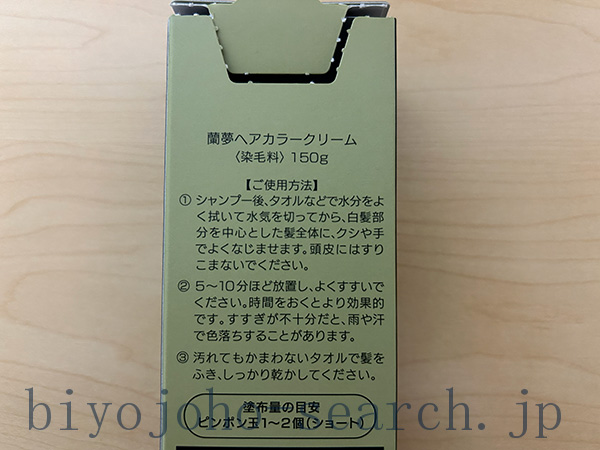 蘭夢ヘアカラークリーム
〈染毛料〉150g
【ご使用方法】
① シャンプー後、タオルなどで水分をよ
く拭いて水気を切ってから、白髪部
分を中心とした髪全体に、クシや手
でよくなじませます。頭皮にはすり
こまないでください。
② 5〜10分ほど放置し、よくすすいで
ください。時間をおくとより効果的
です。すすぎが不十分だと、雨や汗
で色落ちすることがあります。
③ 汚れてもかまわないタオルで髪を
ふき、しっかり乾かしてください。
塗布量の目安
ピンポン玉1〜2個(ショート)
biyojoho-search.jp